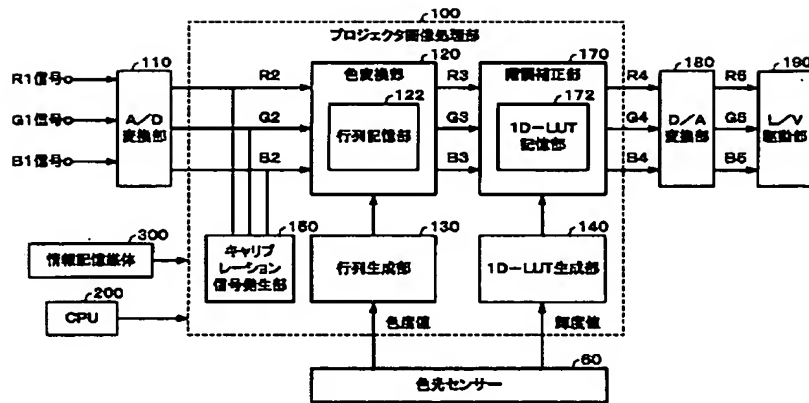 100
プロジェクタ画像処理部
110
120
170
180
190
R1信号
G1信号
B1信号
A/D
変換部
R2
G2
B2
色変換部
122
行列記憶部
R3
G3
B3
階調補正部
172
1D-LUT
記憶部
R4
G4
B4
D/A
変換部
R5
G5
B5
L/V
駆動部
300
情報記憶媒体
200
CPU
150
キャリブ
レーション
信号発生部
130
行列生成部
140
1D-LUT生成部
色度値
輝度値
60
色光センサー